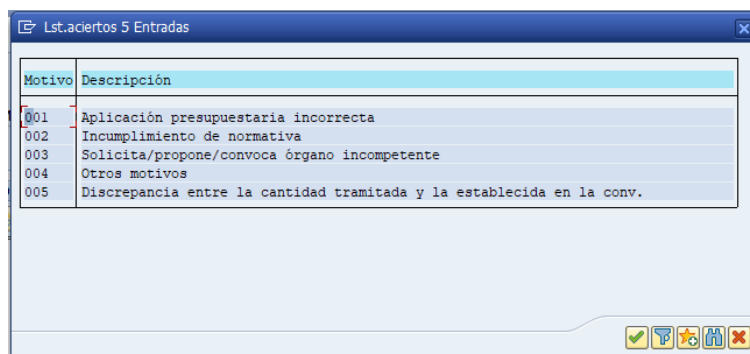 Lst.aciertos 5 Entradas
Motivo Descripción
001 Aplicación presupuestaria incorrecta
002 Incumplimiento de normativa
003 Solicita/propone/convoca órgano incompetente
004 Otros motivos
005 Discrepancia entre la cantidad tramitada y la establecida en la conv.